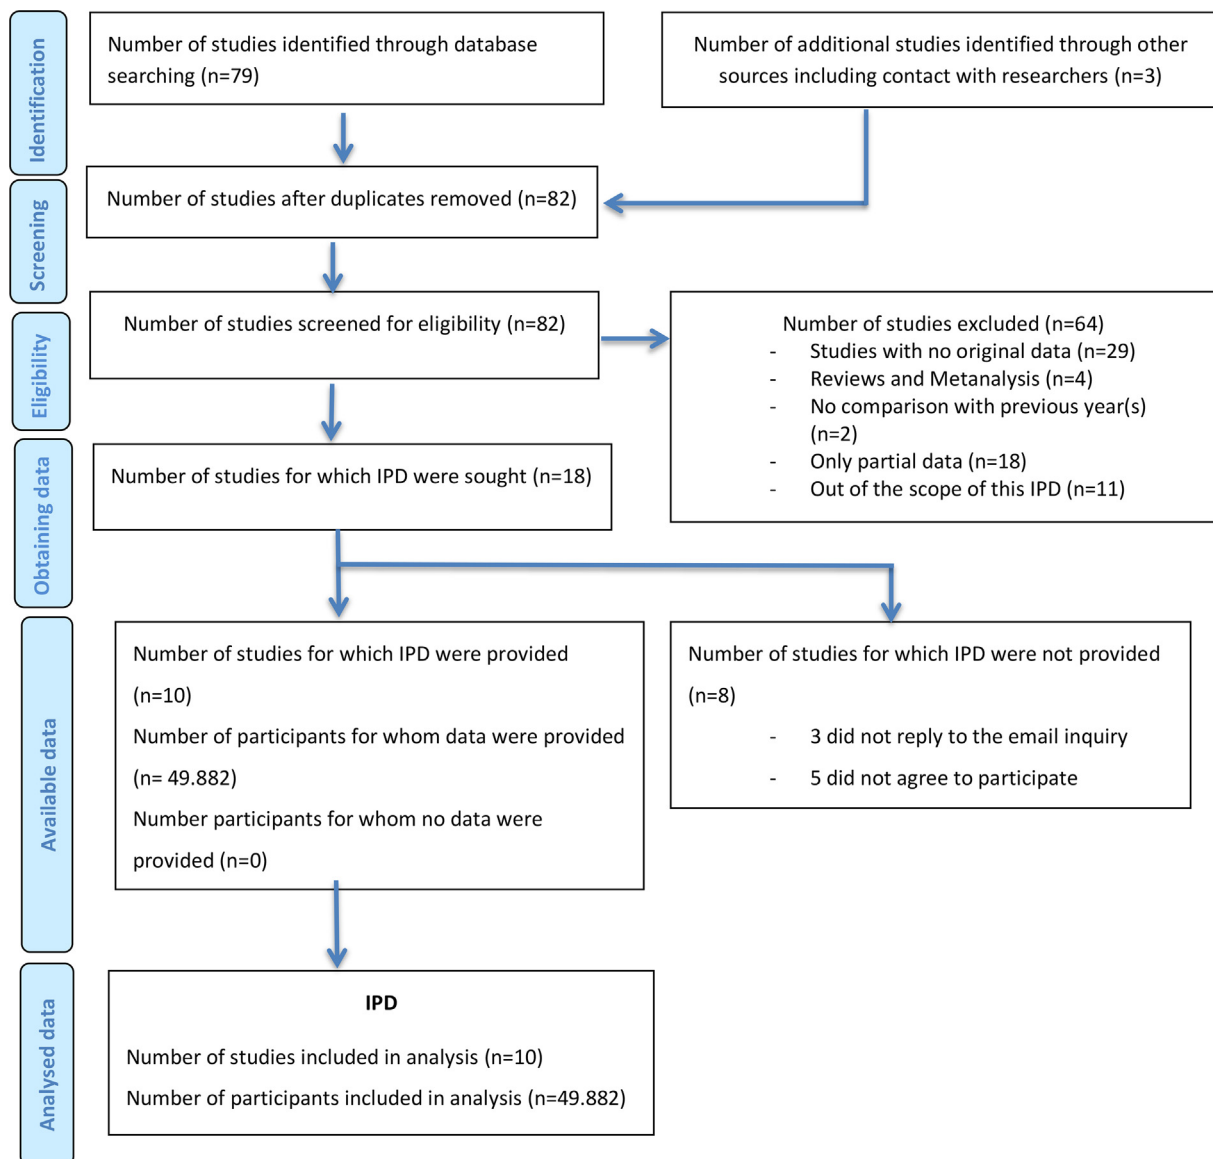 Identification
Number of studies identified through database
searching (n=79)
Number of additional studies identified through other
sources including contact with researchers (n=3)
Screening
Number of studies after duplicates removed (n=82)
Eligibility
Number of studies screened for eligibility (n=82)
Number of studies excluded (n=64)
- Studies with no original data (n=29)
- Reviews and Metanalysis (n=4)
- No comparison with previous year(s)
(n=2)
- Only partial data (n=18)
- Out of the scope of this IPD (n=11)
Obtaining data
Number of studies for which IPD were sought (n=18)
Available data
Number of studies for which IPD were provided
(n=10)
Number of participants for whom data were provided
(n= 49.882)
Number participants for whom no data were
provided (n=0)
Number of studies for which IPD were not provided
(n=8)
- 3 did not reply to the email inquiry
- 5 did not agree to participate
Analysed data
IPD
Number of studies included in analysis (n=10)
Number of participants included in analysis (n=49.882)